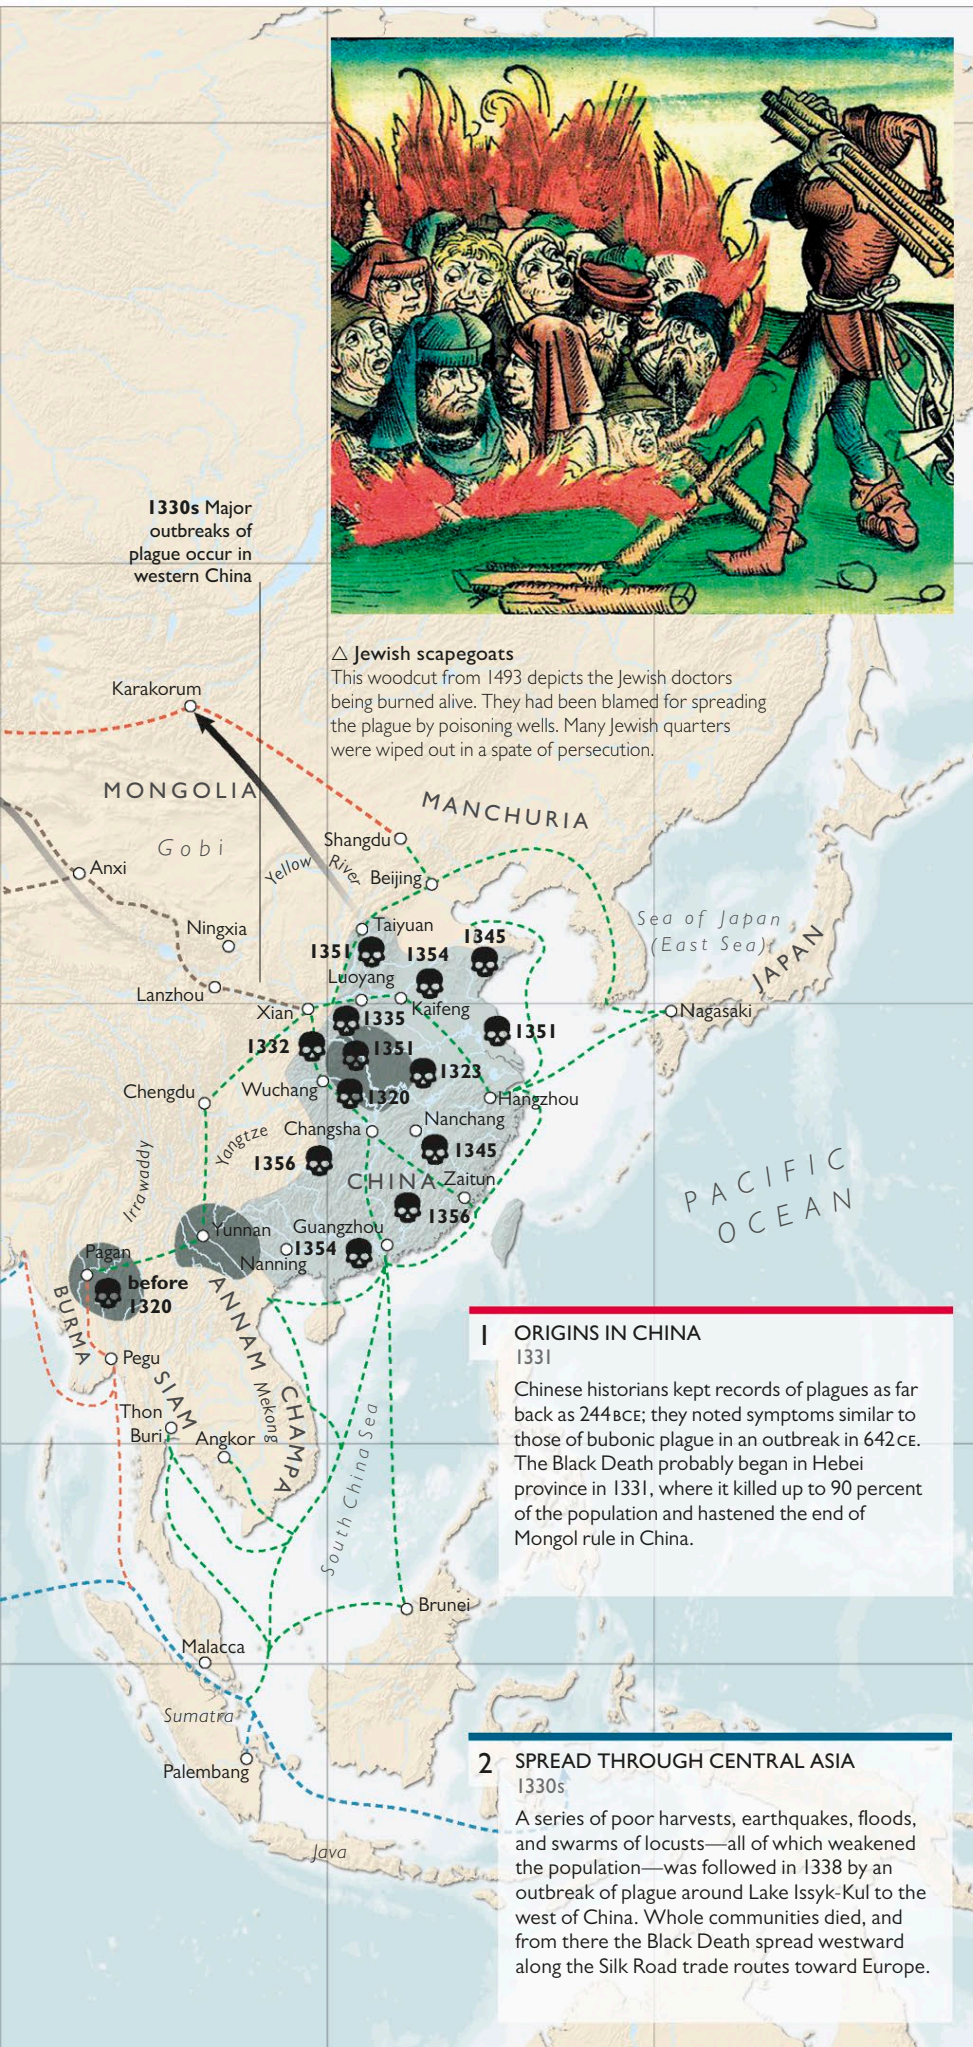 1330s Major
outbreaks of
plague occur in
western China
△ Jewish scapegoats
This woodcut from 1493 depicts the Jewish doctors
being burned alive. They had been blamed for spreading
the plague by poisoning wells. Many Jewish quarters
were wiped out in a spate of persecution.
Karakorum
MONGOLIA
MANCHURIA
Gobi
Shangdu
Yellow River
Beijing
Anxi
Sea of Japan
(East Sea)
JAPAN
Ningxia
Taiyuan
1351
1354
1345
Luoyang
Lanzhou
Xian
Kaifeng
Nagasaki
1335
1351
1332
1351
1323
Chengdu
Wuchang
1320
Hangzhou
Yangtze
Changsha
Nanchang
1345
Irrawaddy
1356
CHINA
Zaitun
PACIFIC
OCEAN
1356
Yunnan
Guangzhou
1354
Nanning
Pagan
before
1320
BURMA
ANNAM
Pegu
SIAM
Mekong
CHAMPA
Thon
Buri
Angkor
South China Sea
Brunei
Malacca
Sumatra
Palembang
Java
1 ORIGINS IN CHINA
1331
Chinese historians kept records of plagues as far
back as 244BCE; they noted symptoms similar to
those of bubonic plague in an outbreak in 642CE.
The Black Death probably began in Hebei
province in 1331, where it killed up to 90 percent
of the population and hastened the end of
Mongol rule in China.
2 SPREAD THROUGH CENTRAL ASIA
1330s
A series of poor harvests, earthquakes, floods,
and swarms of locusts—all of which weakened
the population—was followed in 1338 by an
outbreak of plague around Lake Issyk-Kul to the
west of China. Whole communities died, and
from there the Black Death spread westward
along the Silk Road trade routes toward Europe.